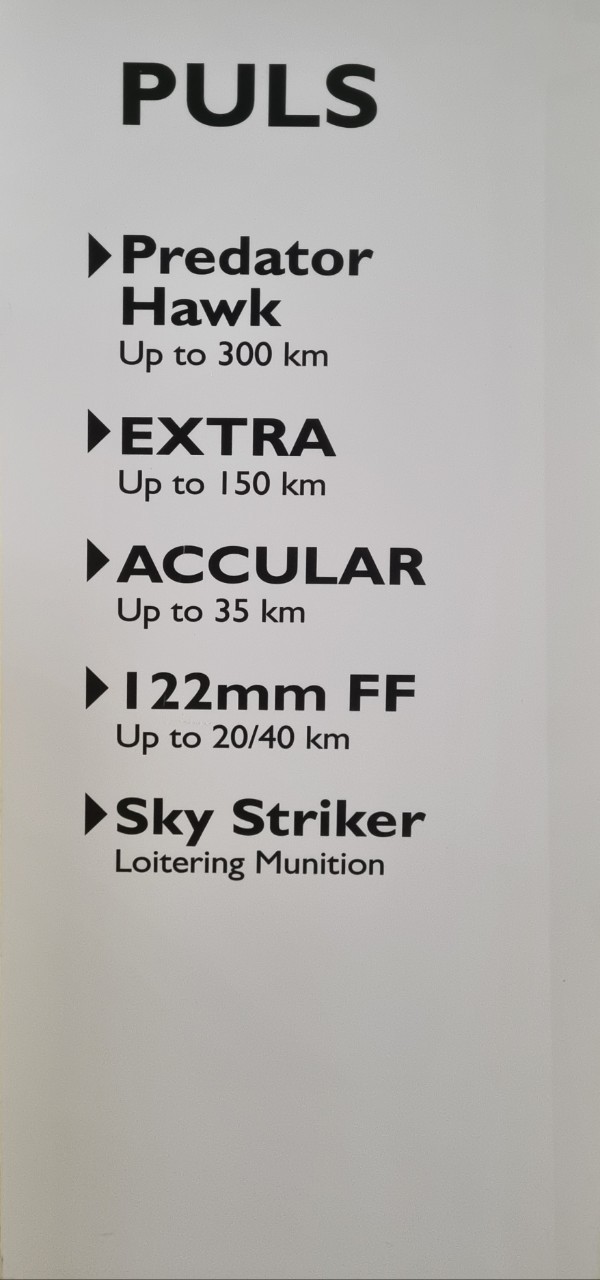 PULS
Predator
Hawk
Up to 300 km
EXTRA
Up to 150 km
ACCULAR
Up to 35 km
122mm FF
Up to 20/40 km
Sky Striker
Loitering Munition